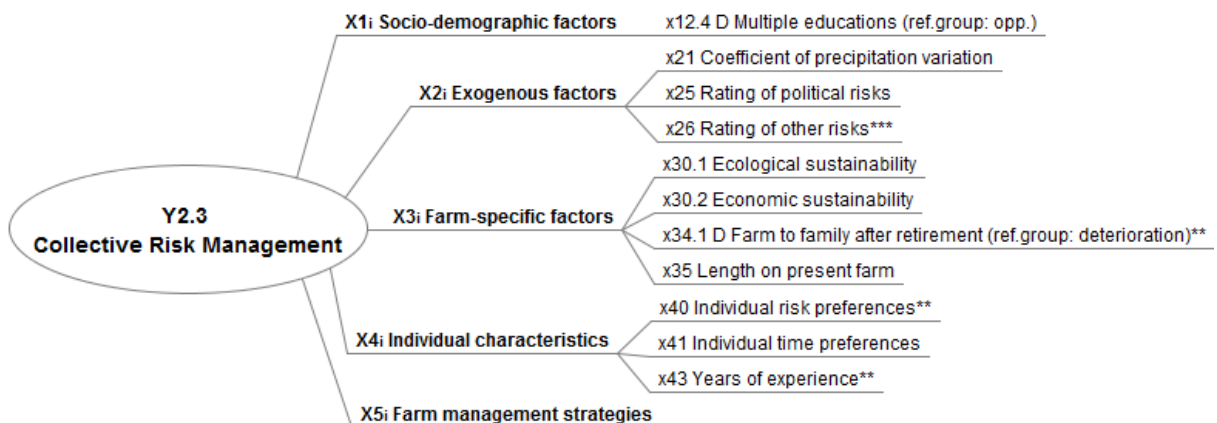 X1i Socio-demographic factors
x12.4 D Multiple educations (ref.group: opp.)
x21 Coefficient of precipitation variation
X2i Exogenous factors
x25 Rating of political risks
x26 Rating of other risks***
x30.1 Ecological sustainability
x30.2 Economic sustainability
Y2.3
Collective Risk Management
X3i Farm-specific factors
x34.1 D Farm to family after retirement (ref.group: deterioration)**
x35 Length on present farm
x40 Individual risk preferences**
X4i Individual characteristics
x41 Individual time preferences
x43 Years of experience**
X5i Farm management strategies